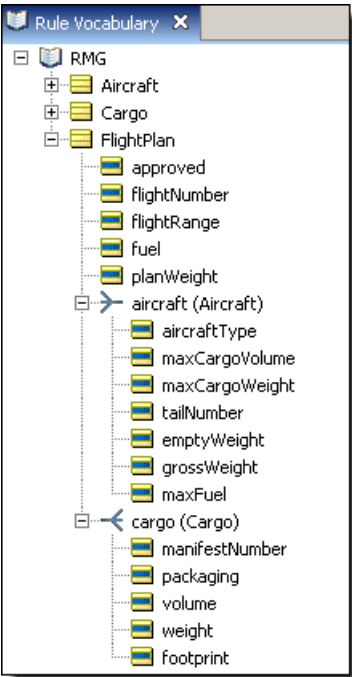 Rule Vocabulary
RMG
Aircraft
Cargo
FlightPlan
approved
flightNumber
flightRange
fuel
planWeight
aircraft (Aircraft)
aircraftType
maxCargoVolume
maxCargoWeight
tailNumber
emptyWeight
grossWeight
maxFuel
cargo (Cargo)
manifestNumber
packaging
volume
weight
footprint